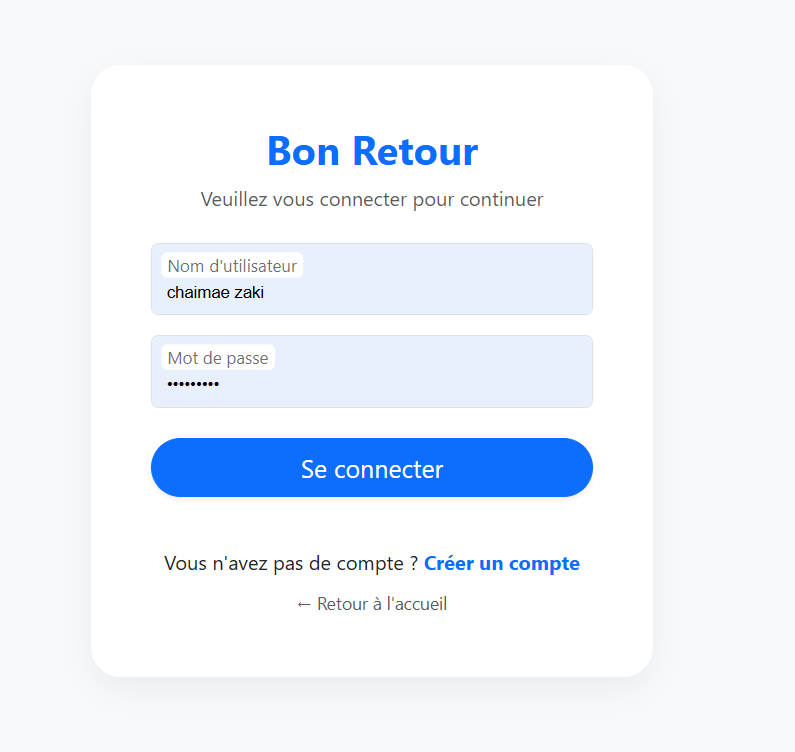 Bon Retour
Veuillez vous connecter pour continuer
Nom d'utilisateur
chaimae zaki
Mot de passe
•••••••••
Se connecter
Vous n'avez pas de compte ? Créer un compte
← Retour à l'accueil